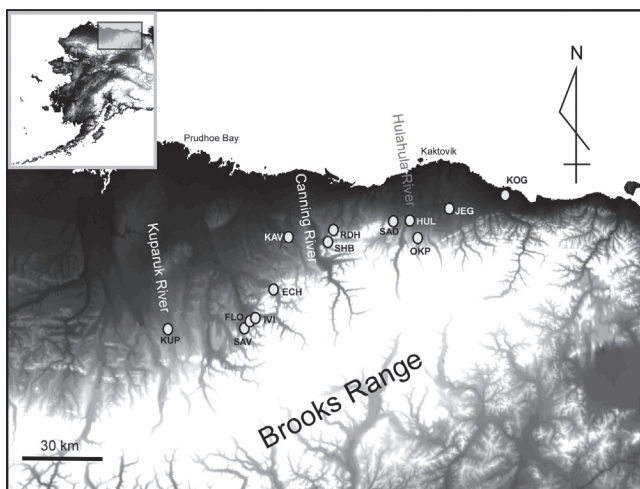 N
Prudhoe Bay
Kaktovik
Hulahula River
KOG
JEG
HUL
SAD
OKP
Canning River
KAV
RDH
SHB
Kuparuk River
ECH
FLO
IVI
SAV
KUP
Brooks Range
30 km